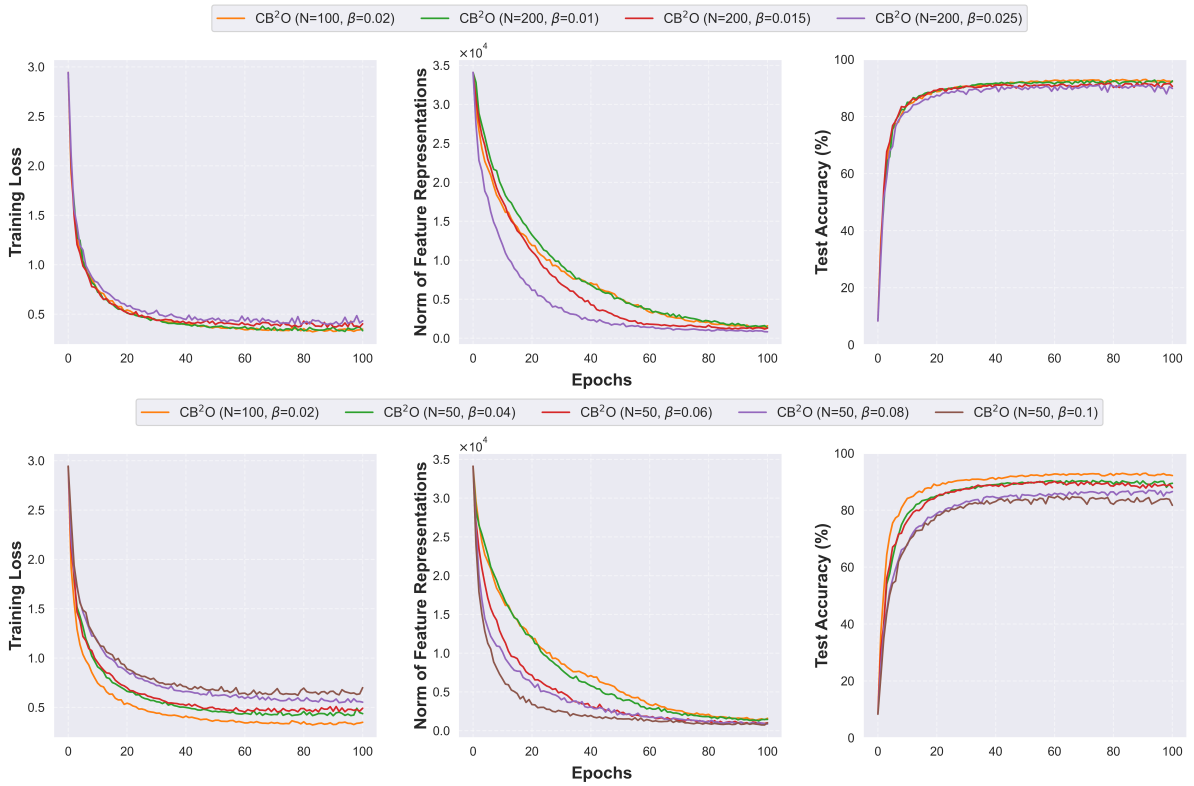 CB²O (N=100, β=0.02) CB²O (N=200, β=0.01) CB²O (N=200, β=0.015) CB²O (N=200, β=0.025)
Training Loss
3.0
2.5
2.0
1.5
1.0
0.5
0 20 40 60 80 100
Norm of Feature Representations
×10⁴
3.5
3.0
2.5
2.0
1.5
1.0
0.5
0.0
0 20 40 60 80 100
Epochs
Test Accuracy (%)
100
80
60
40
20
0
0 20 40 60 80 100
CB²O (N=100, β=0.02) CB²O (N=50, β=0.04) CB²O (N=50, β=0.06) CB²O (N=50, β=0.08) CB²O (N=50, β=0.1)
Training Loss
3.0
2.5
2.0
1.5
1.0
0.5
0 20 40 60 80 100
Norm of Feature Representations
×10⁴
3.5
3.0
2.5
2.0
1.5
1.0
0.5
0.0
0 20 40 60 80 100
Epochs
Test Accuracy (%)
100
80
60
40
20
0
0 20 40 60 80 100